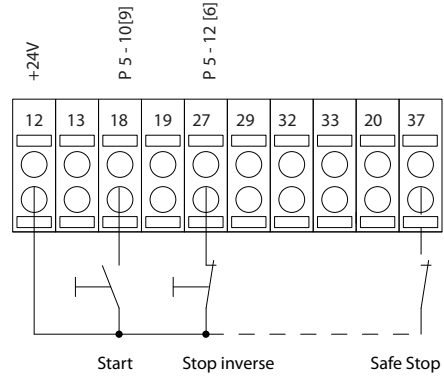 +24V
P 5 - 10[9]
P 5 - 12 [6]
12 13 18 19 27 29 32 33 20 37
Start Stop inverse Safe Stop